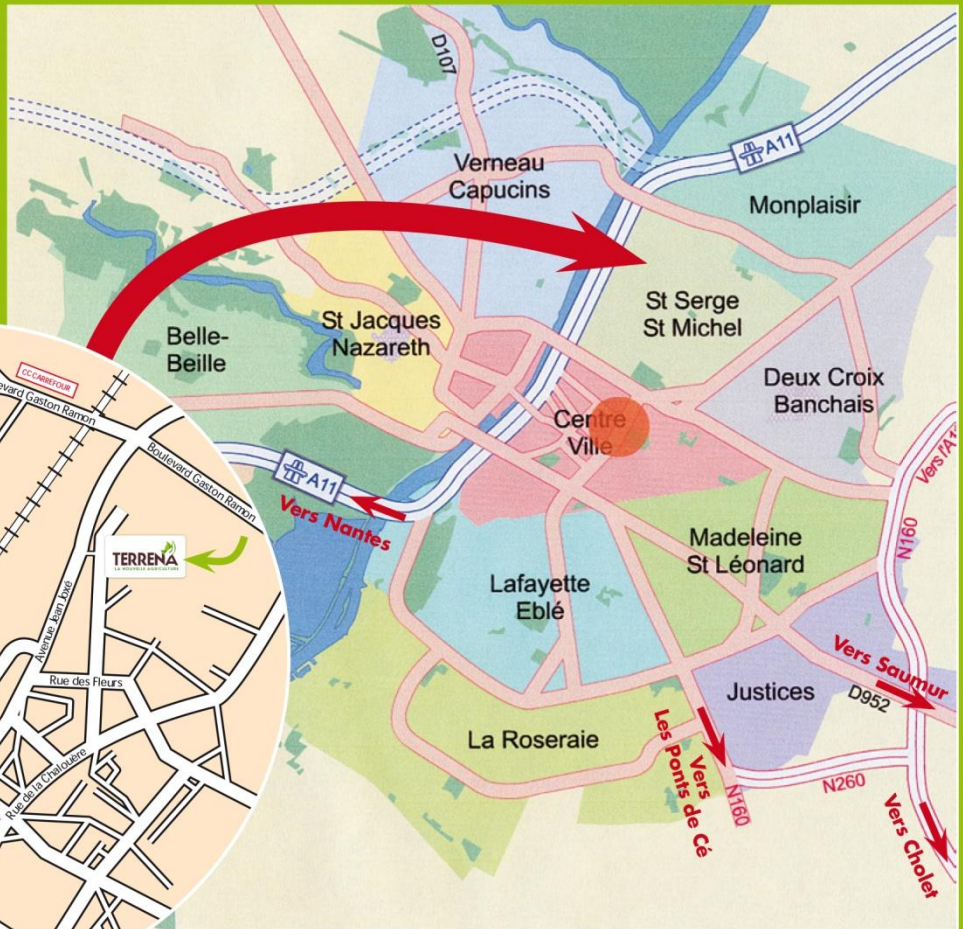 D107
A11
Verneau
Capucins
Monplaisir
St Serge
St Michel
St Jacques
Nazareth
Belle-
Beille
Deux Croix
Banchais
Centre
Ville
A11
Vers Nantes
Vers l'A11
N160
Madeleine
St Léonard
Lafayette
Eblé
Vers Saumur
D952
Justices
La Roseraie
Vers
Les Ponts de Cé
N160
N260
Vers Cholet
CC CARREFOUR
Gaston Ramon
Boulevard Gaston Ramon
TERRENA
LA NOUVELLE AGRICULTURE
Avenue Jean Joxé
Rue des Fleurs
Rue de la Chalouère